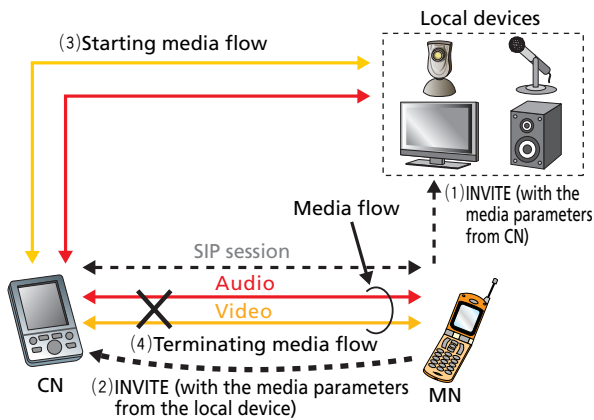 Local devices
(3)Starting media flow
(1)INVITE (with the
media parameters
from CN)
Media flow
SIP session
Audio
Video
(4)Terminating media flow
CN
(2)INVITE (with the media parameters
from the local device)
MN